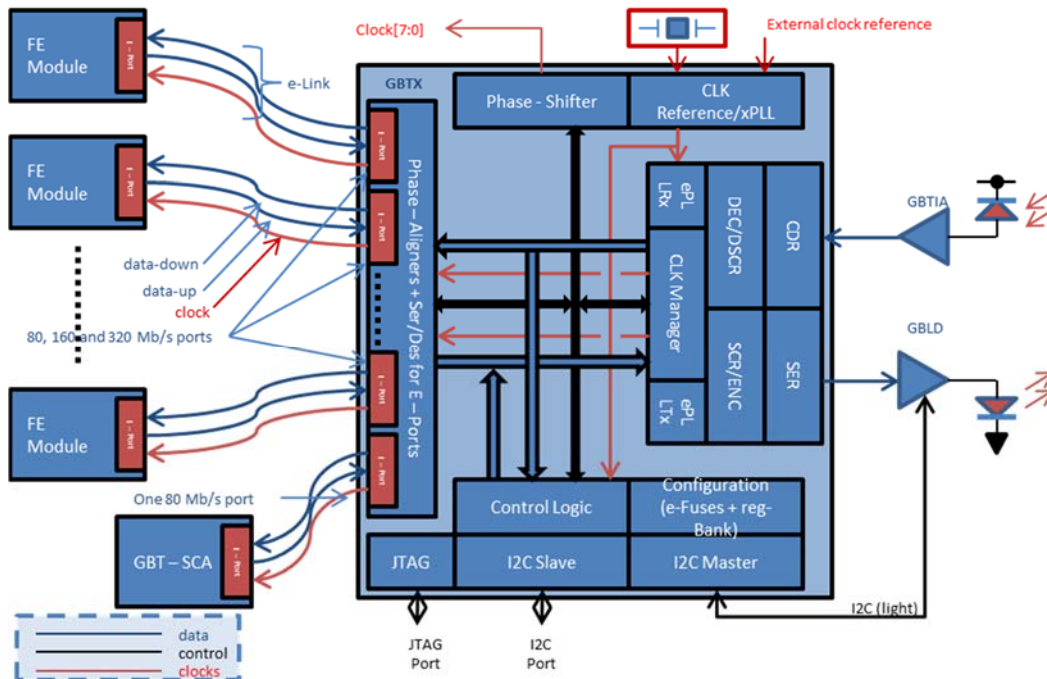 Clock[7:0]
External clock reference
FE
Module
I – Port
e-Link
GBTX
Phase - Shifter
CLK
Reference/xPLL
I – Port
FE
Module
I – Port
I – Port
Phase – Aligners + Ser/Des for E – Ports
ePL
LRx
DEC/DSCR
CDR
GBTIA
data-down
data-up
clock
CLK Manager
80, 160 and 320 Mb/s ports
GBLD
SCR/ENC
SER
FE
Module
I – Port
I – Port
ePL
LTx
I – Port
One 80 Mb/s port
Control Logic
Configuration
(e-Fuses + reg-
Bank)
GBT – SCA
I – Port
JTAG
I2C Slave
I2C Master
I2C (light)
data
control
clocks
JTAG
Port
I2C
Port